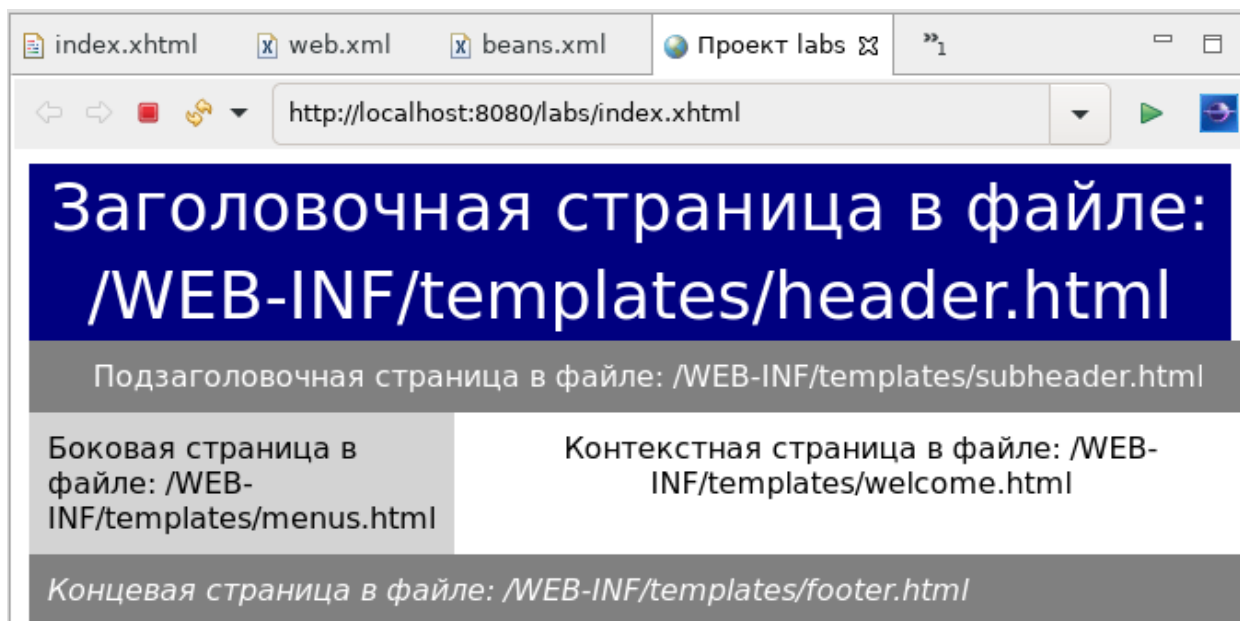 index.xhtml web.xml beans.xml Проект labs »1
http://localhost:8080/labs/index.xhtml
Заголовочная страница в файле:
/WEB-INF/templates/header.html
Подзаголовочная страница в файле: /WEB-INF/templates/subheader.html
Боковая страница в
файле: /WEB-
INF/templates/menus.html
Контекстная страница в файле: /WEB-
INF/templates/welcome.html
Концевая страница в файле: /WEB-INF/templates/footer.html